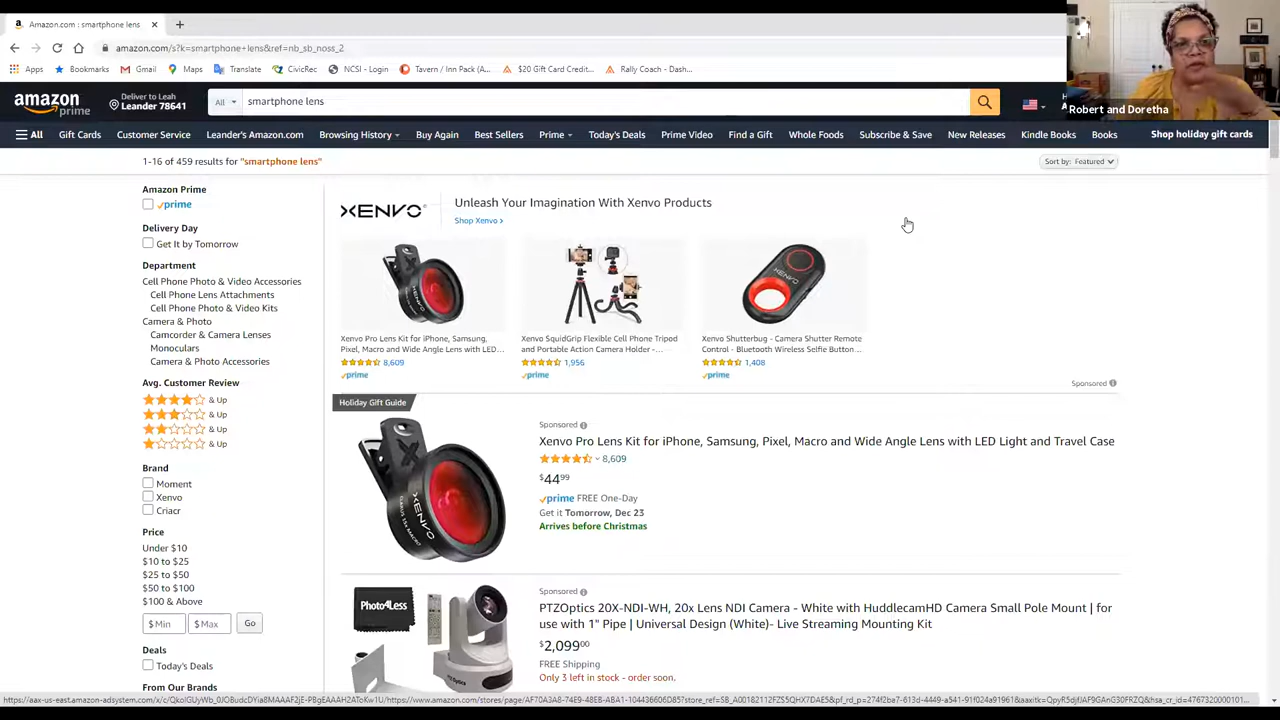 Amazon.com : smartphone lens
amazon.com/s?k=smartphone+lens&ref=nb_sb_noss_2
Apps Bookmarks Gmail Maps Translate CivicRec NCSI - Login Tavern / Inn Pack (A... $20 Gift Card Credit... Rally Coach - Dash...
Robert and Doretha
amazon prime
Deliver to Leah
Leander 78641
All
smartphone lens
All Gift Cards Customer Service Leander's Amazon.com Browsing History Buy Again Best Sellers Prime Today's Deals Prime Video Find a Gift Whole Foods Subscribe & Save New Releases Kindle Books Books Shop holiday gift cards
1-16 of 459 results for "smartphone lens"
Sort by: Featured
Amazon Prime
prime
Delivery Day
Get It by Tomorrow
Department
Cell Phone Photo & Video Accessories
Cell Phone Lens Attachments
Cell Phone Photo & Video Kits
Camera & Photo
Camcorder & Camera Lenses
Monoculars
Camera & Photo Accessories
Avg. Customer Review
& Up
& Up
& Up
& Up
Brand
Moment
Xenvo
Criacr
Price
Under $10
$10 to $25
$25 to $50
$50 to $100
$100 & Above
$ Min $ Max Go
Deals
Today's Deals
From Our Brands
XENVO
Unleash Your Imagination With Xenvo Products
Shop Xenvo ›
Xenvo Pro Lens Kit for iPhone, Samsung,
Pixel, Macro and Wide Angle Lens with LED...
8,609
prime
Xenvo SquidGrip Flexible Cell Phone Tripod
and Portable Action Camera Holder -...
1,956
prime
XENVO
Xenvo Shutterbug - Camera Shutter Remote
Control - Bluetooth Wireless Selfie Button...
1,408
prime
Sponsored
Holiday Gift Guide
XENVO
Sponsored
Xenvo Pro Lens Kit for iPhone, Samsung, Pixel, Macro and Wide Angle Lens with LED Light and Travel Case
8,609
$44 99
prime FREE One-Day
Get it Tomorrow, Dec 23
Arrives before Christmas
Photo4Less
Sponsored
PTZOptics 20X-NDI-WH, 20x Lens NDI Camera - White with HuddlecamHD Camera Small Pole Mount | for
use with 1" Pipe | Universal Design (White)- Live Streaming Mounting Kit
$2,099 00
FREE Shipping
Only 3 left in stock - order soon.